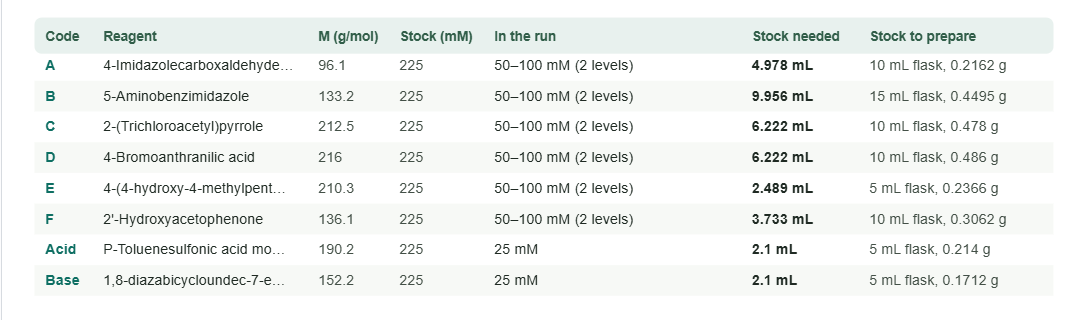 Code Reagent M (g/mol) Stock (mM) In the run Stock needed Stock to prepare
A 4-Imidazolecarboxaldehyde… 96.1 225 50–100 mM (2 levels) 4.978 mL 10 mL flask, 0.2162 g
B 5-Aminobenzimidazole 133.2 225 50–100 mM (2 levels) 9.956 mL 15 mL flask, 0.4495 g
C 2-(Trichloroacetyl)pyrrole 212.5 225 50–100 mM (2 levels) 6.222 mL 10 mL flask, 0.478 g
D 4-Bromoanthranilic acid 216 225 50–100 mM (2 levels) 6.222 mL 10 mL flask, 0.486 g
E 4-(4-hydroxy-4-methylpent… 210.3 225 50–100 mM (2 levels) 2.489 mL 5 mL flask, 0.2366 g
F 2'-Hydroxyacetophenone 136.1 225 50–100 mM (2 levels) 3.733 mL 10 mL flask, 0.3062 g
Acid P-Toluenesulfonic acid mo… 190.2 225 25 mM 2.1 mL 5 mL flask, 0.214 g
Base 1,8-diazabicycloundec-7-e… 152.2 225 25 mM 2.1 mL 5 mL flask, 0.1712 g